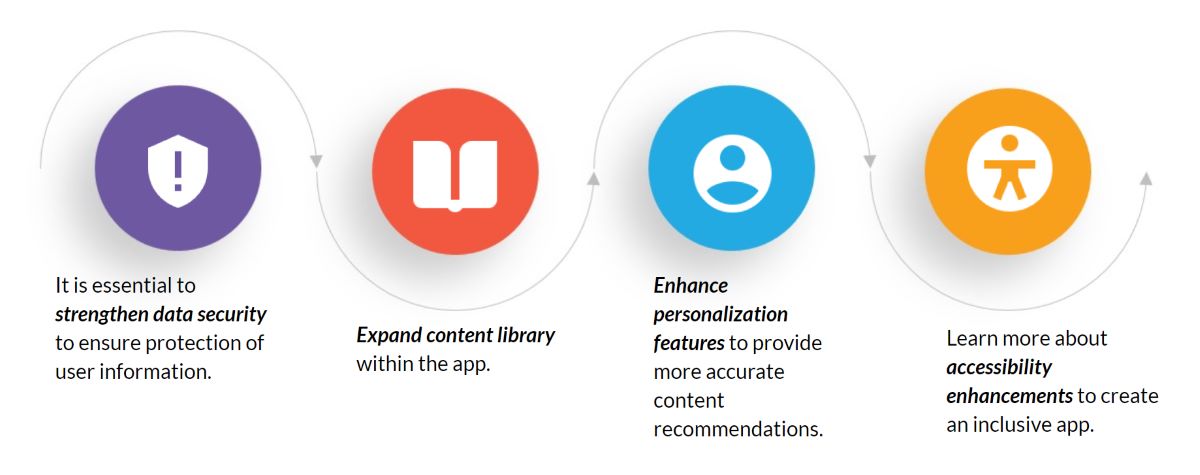 It is essential to
strengthen data security
to ensure protection of
user information.
Expand content library
within the app.
Enhance
personalization
features to provide
more accurate
content
recommendations.
Learn more about
accessibility
enhancements to create
an inclusive app.